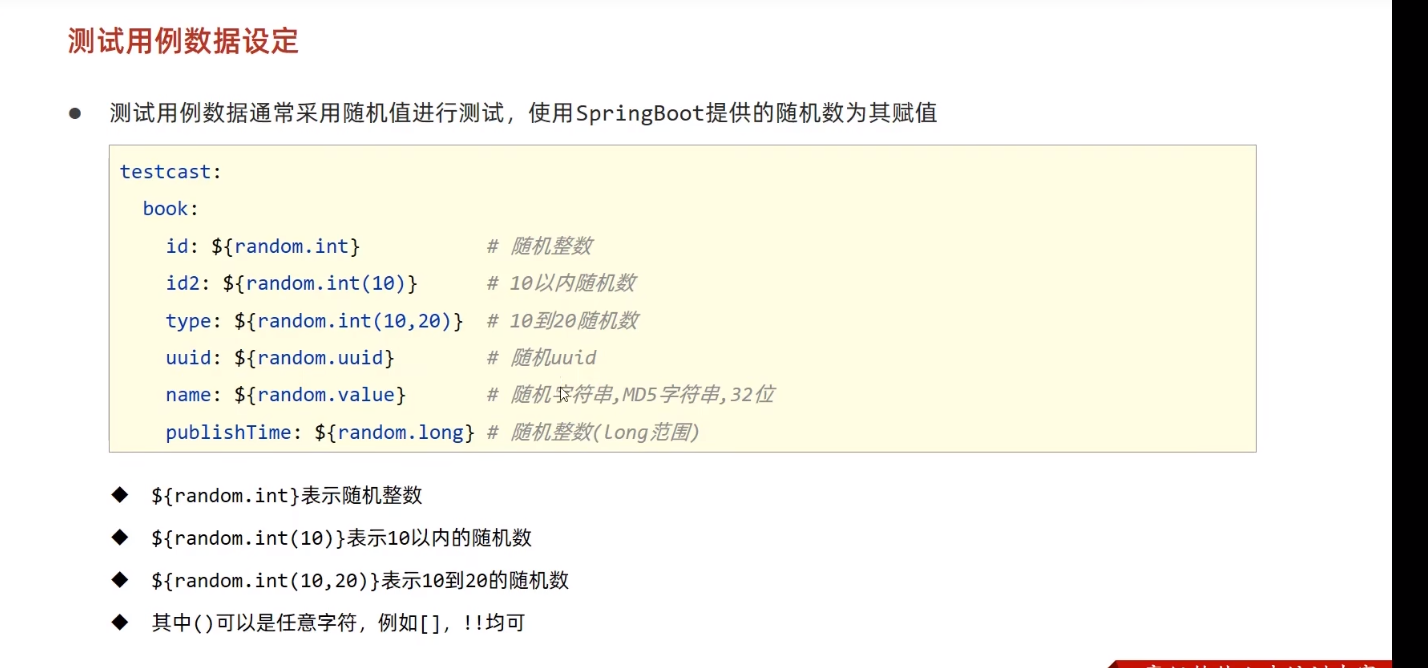 测试用例数据设定
● 测试用例数据通常采用随机值进行测试，使用SpringBoot提供的随机数为其赋值
testcast:
  book:
    id: ${random.int}           # 随机整数
    id2: ${random.int(10)}      # 10以内随机数
    type: ${random.int(10,20)}  # 10到20随机数
    uuid: ${random.uuid}        # 随机uuid
    name: ${random.value}       # 随机字符串,MD5字符串,32位
    publishTime: ${random.long} # 随机整数(long范围)
◆ ${random.int}表示随机整数
◆ ${random.int(10)}表示10以内的随机数
◆ ${random.int(10,20)}表示10到20的随机数
◆ 其中()可以是任意字符，例如[]，!!均可